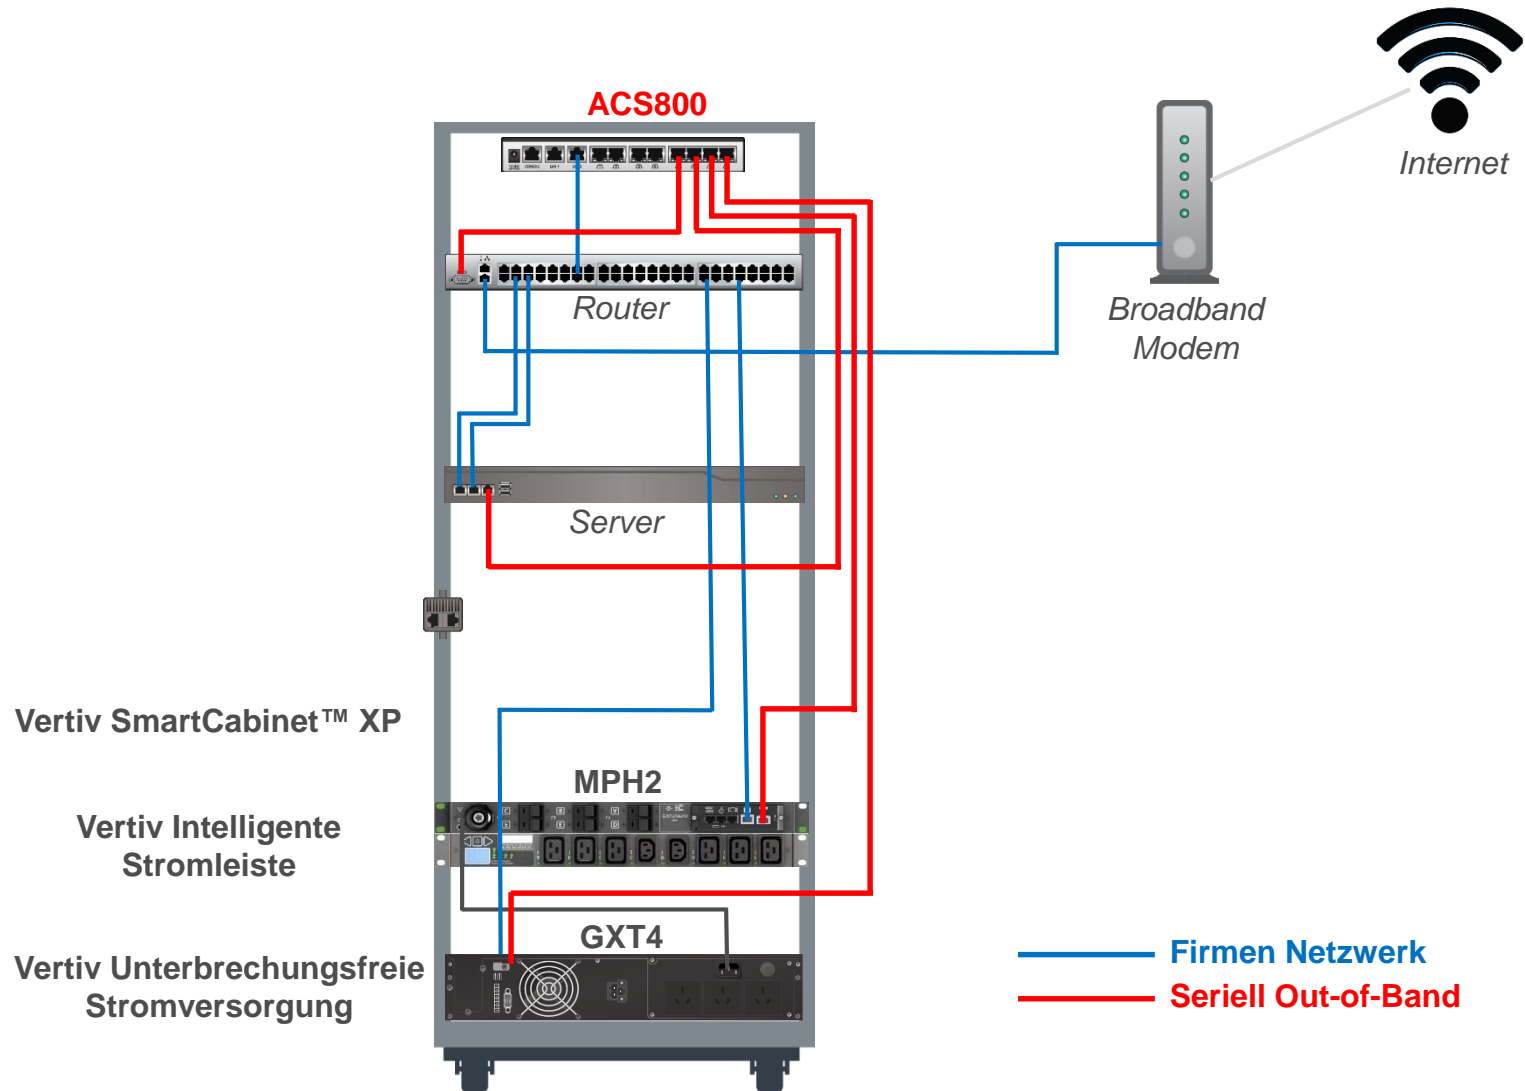 ACS800
Internet
Router
Broadband
Modem
Server
Vertiv SmartCabinet™ XP
MPH2
Vertiv Intelligente
Stromleiste
GXT4
Vertiv Unterbrechungsfreie
Stromversorgung
Firmen Netzwerk
Seriell Out-of-Band